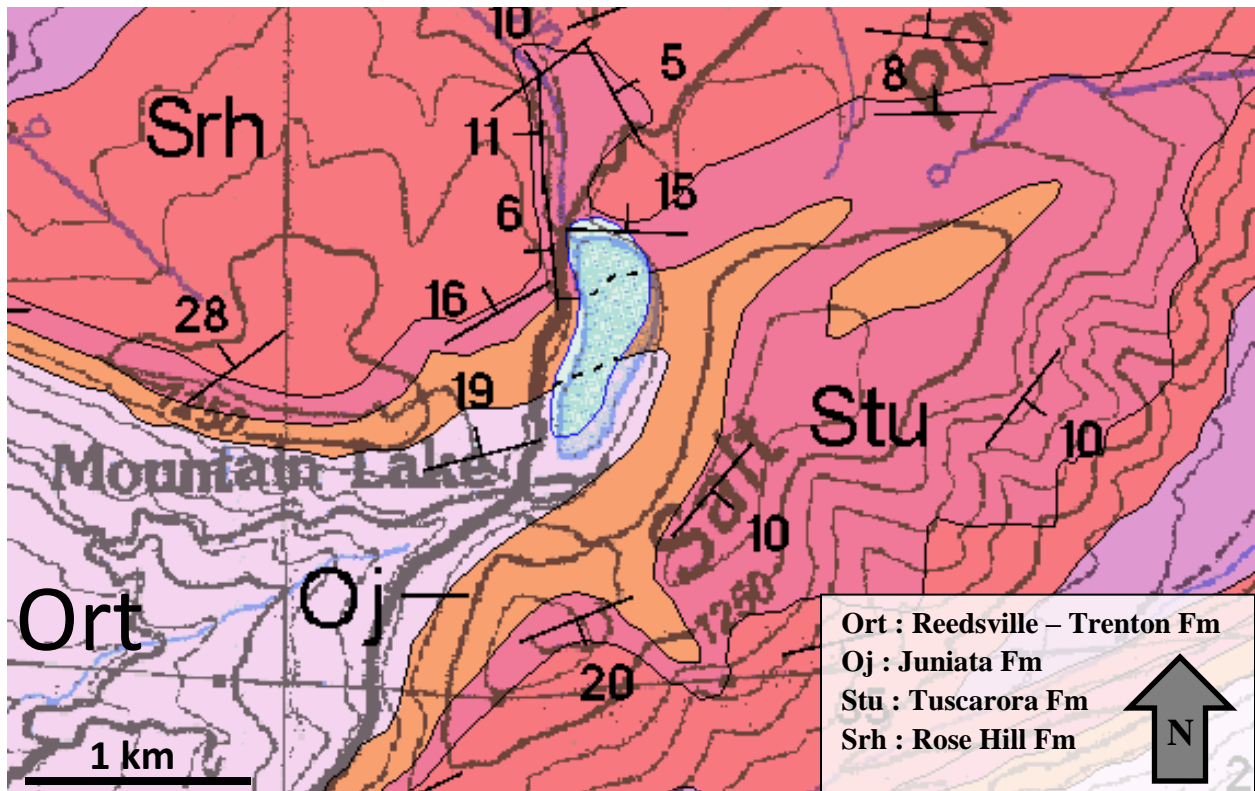 10
5
8
Srh
11
15
6
16
28
19
Stu
10
Mountain Lake
Salt
10
Ort
Oj
1250
20
Ort : Reedsville – Trenton Fm
Oj : Juniata Fm
Stu : Tuscarora Fm
Srh : Rose Hill Fm
N
1 km